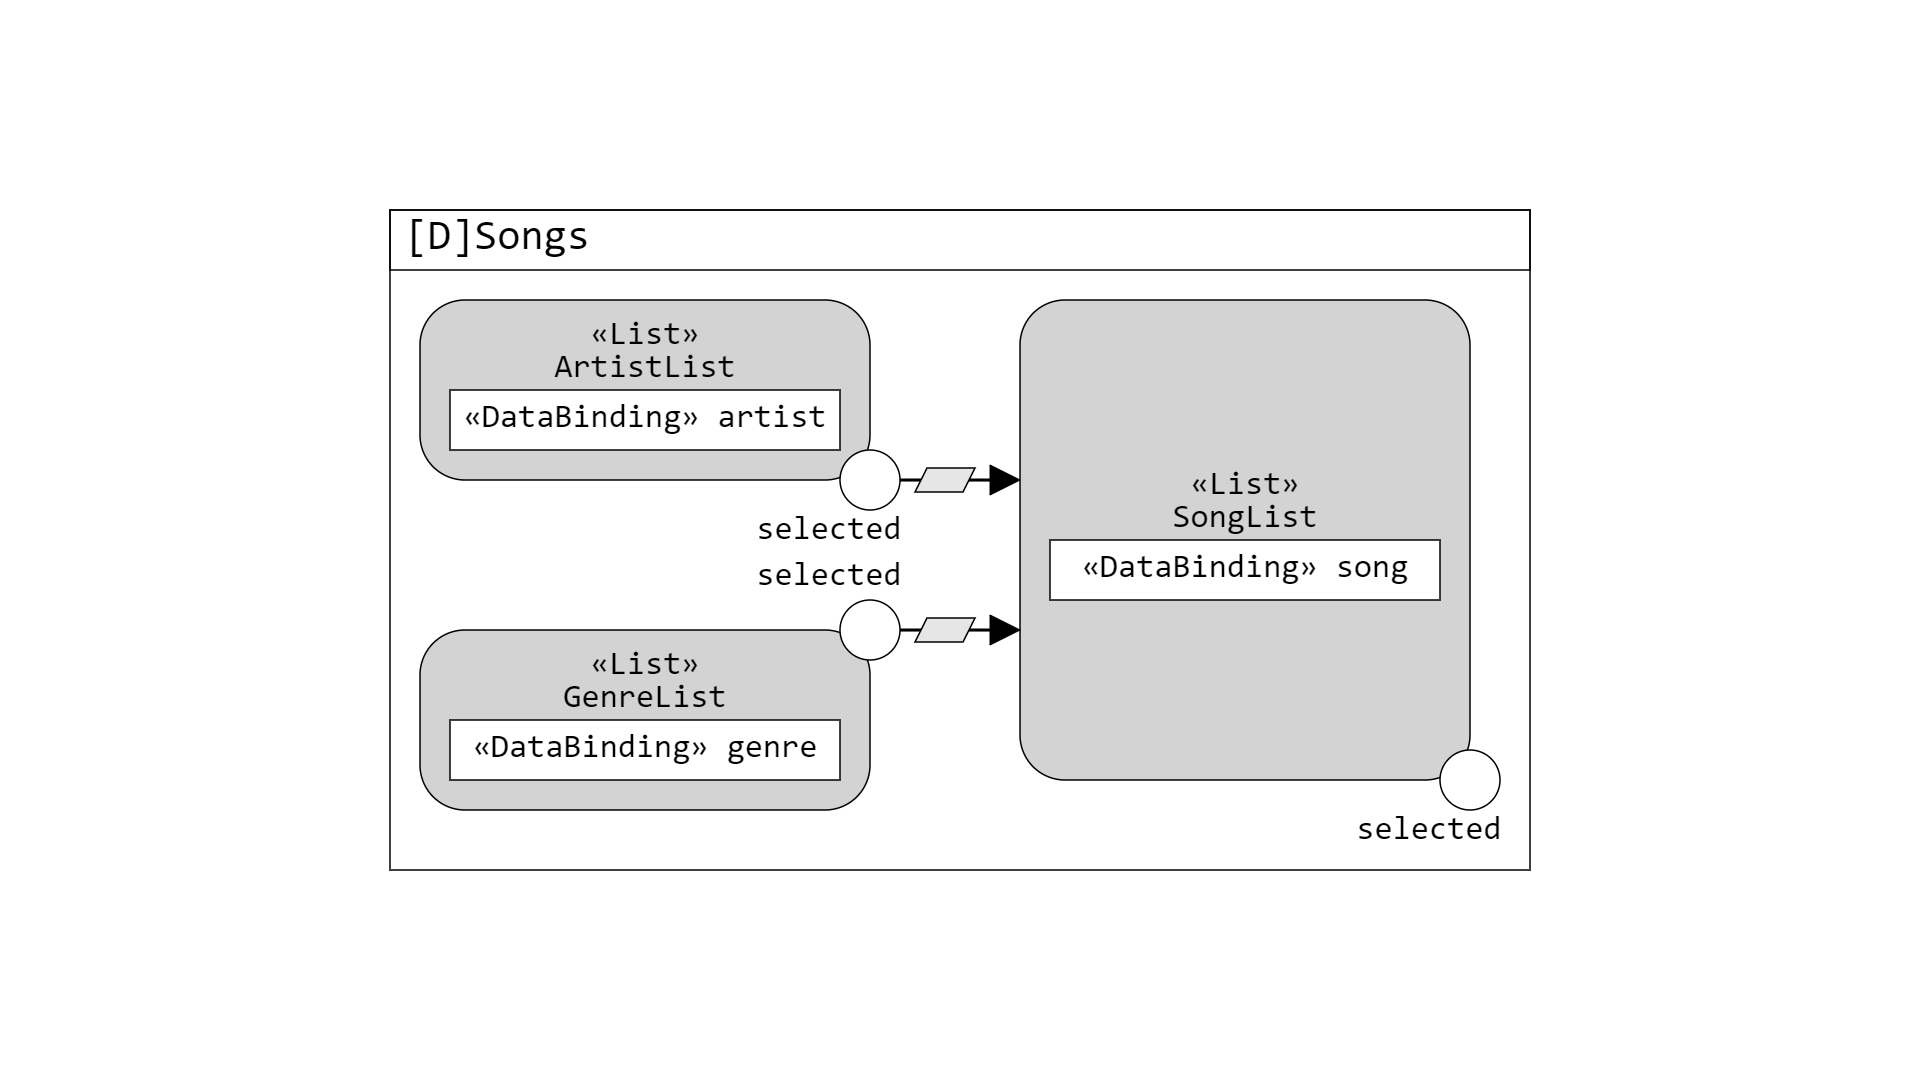 [D]Songs
«List»
ArtistList
«DataBinding» artist
selected
selected
«List»
GenreList
«DataBinding» genre
«List»
SongList
«DataBinding» song
selected